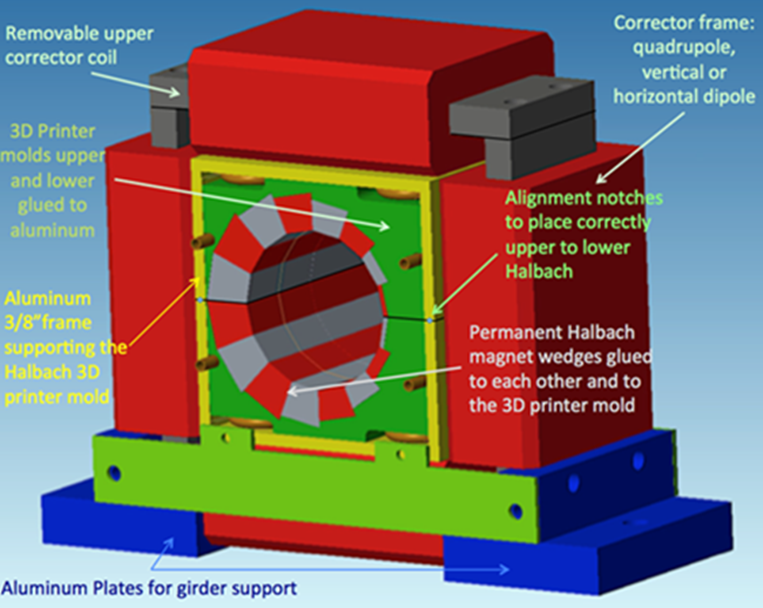 Removable upper
corrector coil
Corrector frame:
quadrupole,
vertical or
horizontal dipole
3D Printer
molds upper
and lower
glued to
aluminum
Alignment notches
to place correctly
upper to lower
Halbach
Aluminum
3/8”frame
supporting the
Halbach 3D
printer mold
Permanent Halbach
magnet wedges glued
to each other and to
the 3D printer mold
Aluminum Plates for girder support